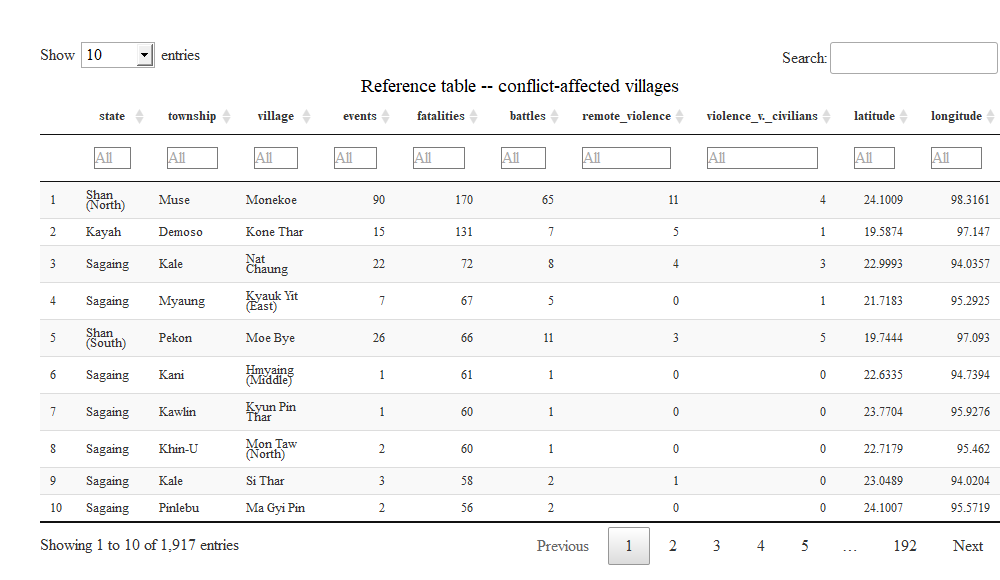 Show 10 entries Search:
Reference table -- conflict-affected villages
state township village events fatalities battles remote_violence violence_v._civilians latitude longitude
All All All All All All All All All All
1 Shan (North) Muse Monekoe 90 170 65 11 4 24.1009 98.3161
2 Kayah Demoso Kone Thar 15 131 7 5 1 19.5874 97.147
3 Sagaing Kale Nat Chaung 22 72 8 4 3 22.9993 94.0357
4 Sagaing Myaung Kyauk Yit (East) 7 67 5 0 1 21.7183 95.2925
5 Shan (South) Pekon Moe Bye 26 66 11 3 5 19.7444 97.093
6 Sagaing Kani Hmyaing (Middle) 1 61 1 0 0 22.6335 94.7394
7 Sagaing Kawlin Kyun Pin Thar 1 60 1 0 0 23.7704 95.9276
8 Sagaing Khin-U Mon Taw (North) 2 60 1 0 0 22.7179 95.462
9 Sagaing Kale Si Thar 3 58 2 1 0 23.0489 94.0204
10 Sagaing Pinlebu Ma Gyi Pin 2 56 2 0 0 24.1007 95.5719
Showing 1 to 10 of 1,917 entries Previous 1 2 3 4 5 … 192 Next